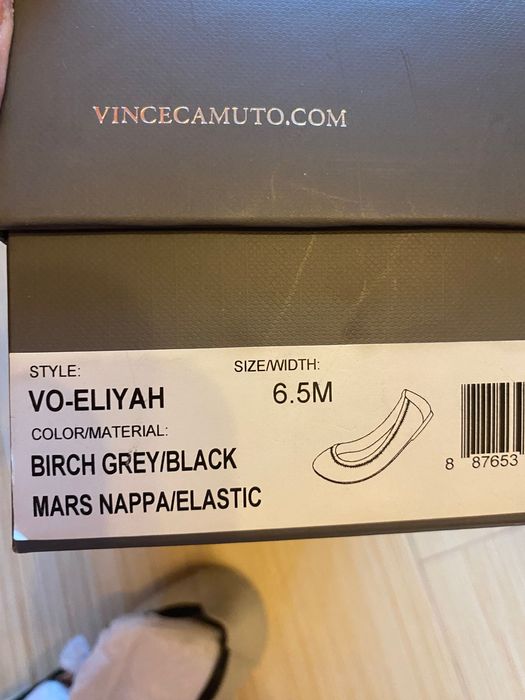 VINCECAMUTO.COM
STYLE:
SIZE/WIDTH:
VO-ELIYAH
6.5M
COLOR/MATERIAL:
BIRCH GREY/BLACK
MARS NAPPA/ELASTIC
8 87653